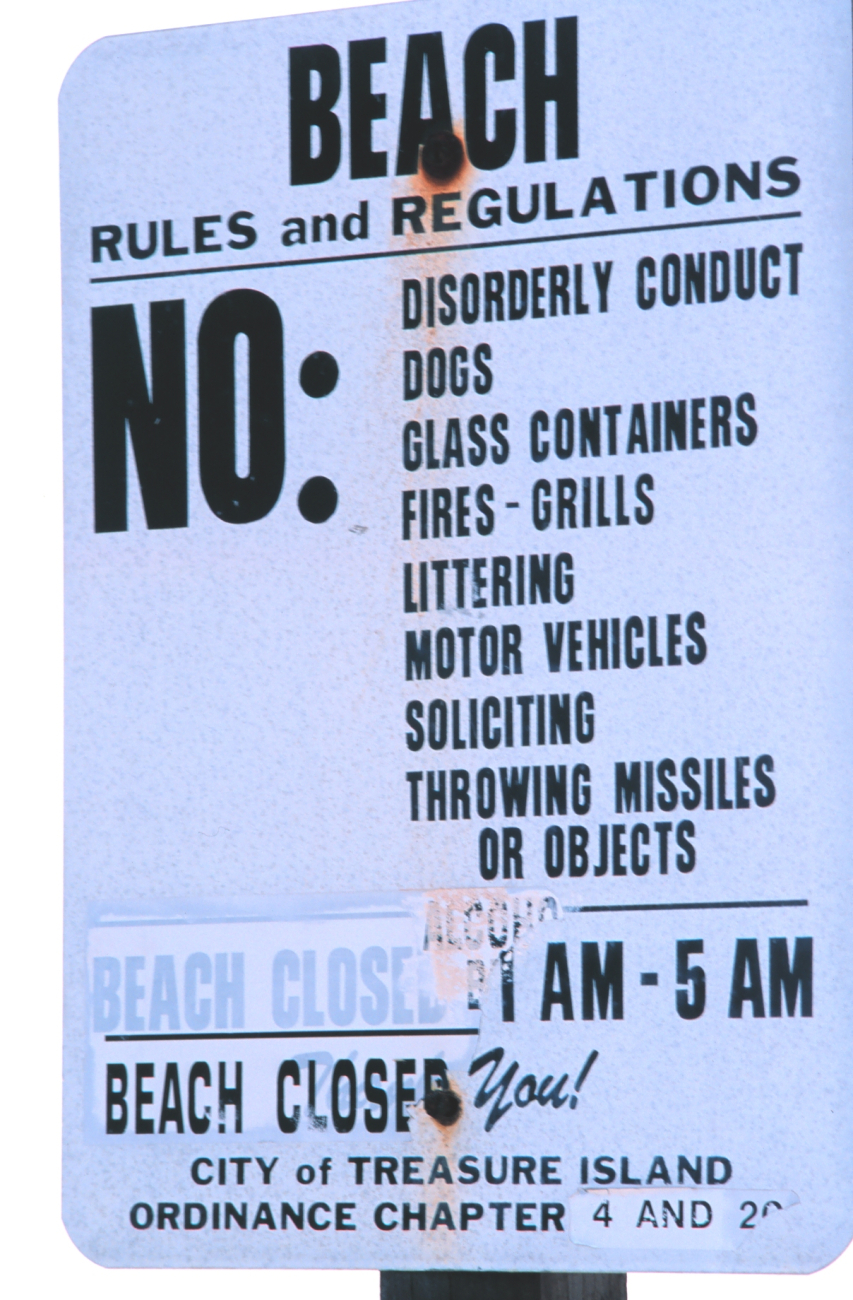 BEACH
RULES and REGULATIONS
NO:
DISORDERLY CONDUCT
DOGS
GLASS CONTAINERS
FIRES - GRILLS
LITTERING
MOTOR VEHICLES
SOLICITING
THROWING MISSILES
OR OBJECTS
BEACH CLOSED 1 AM - 5 AM
BEACH CLOSED You!
CITY of TREASURE ISLAND
ORDINANCE CHAPTER 4 AND